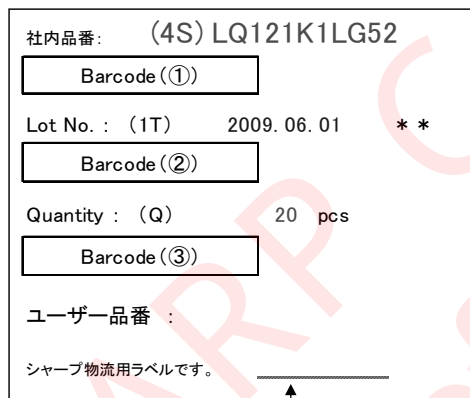 社内品番: (4S)LQ121K1LG52
Barcode(①)
Lot No. : (1T) 2009.06.01 **
Barcode(②)
Quantity : (Q) 20 pcs
Barcode(③)
ユーザー品番 :
シャープ物流用ラベルです。